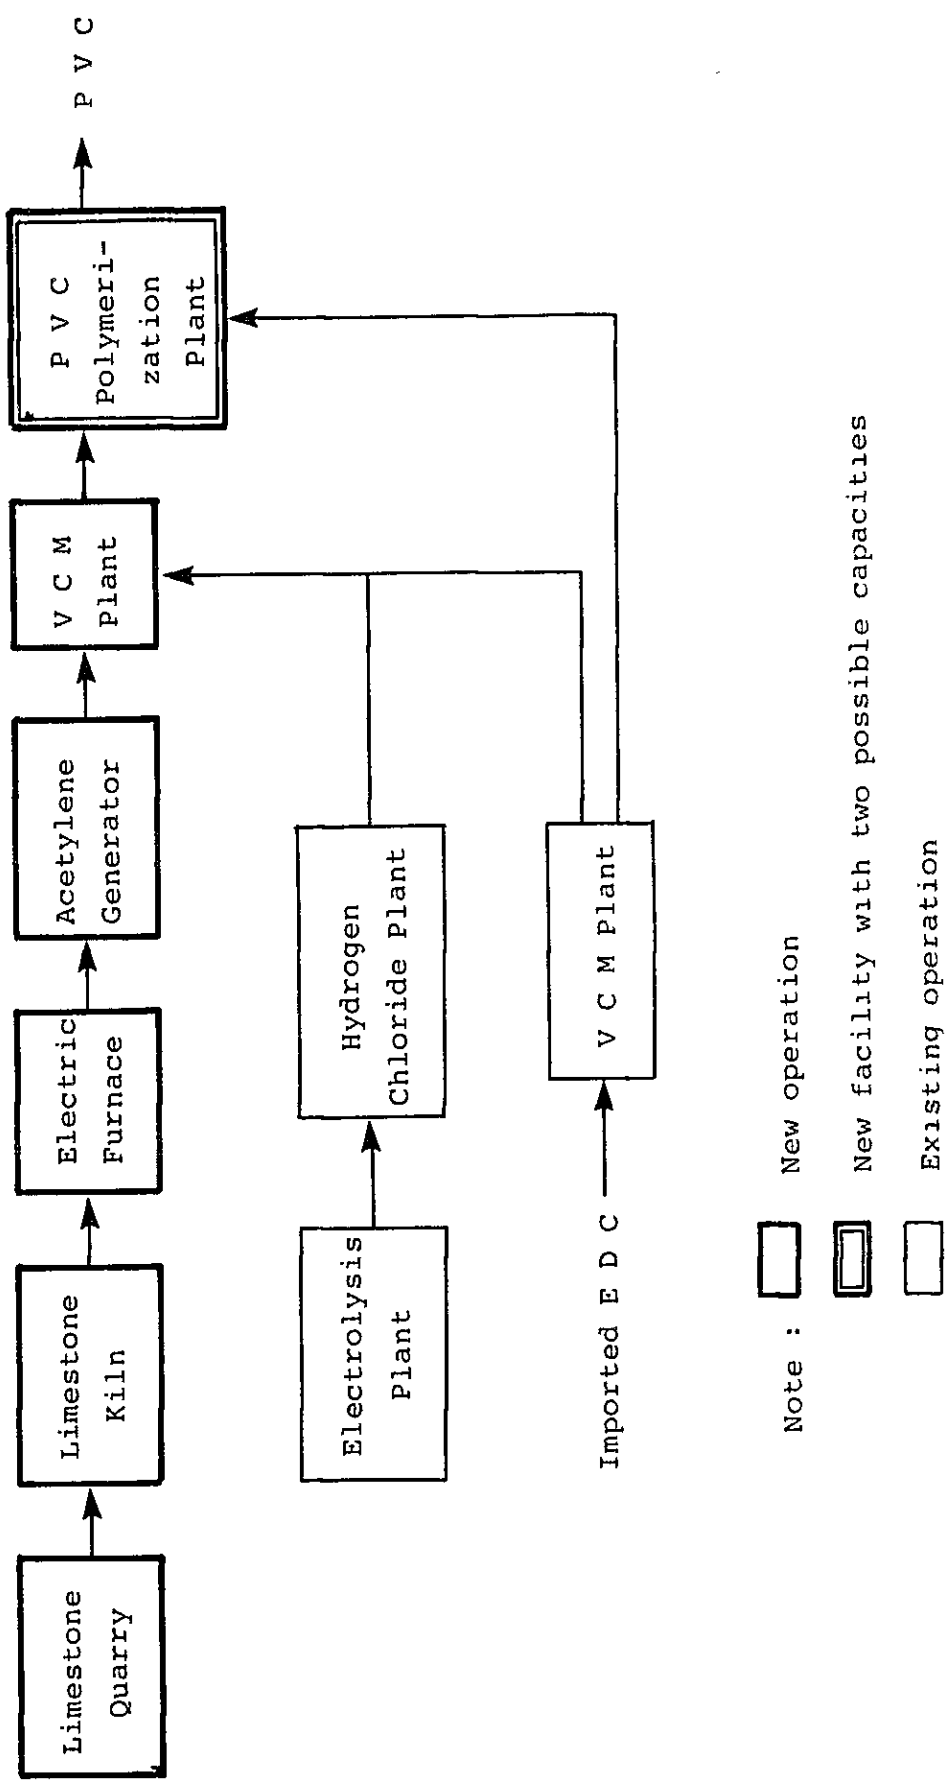 Limestone
Quarry
Limestone
Kiln
Electric
Furnace
Acetylene
Generator
V C M
Plant
P V C
Polymeri-
zation
Plant
P V C
Electrolysis
Plant
Hydrogen
Chloride Plant
Imported E D C
V C M Plant
Note :
New operation
New facility with two possible capacities
Existing operation